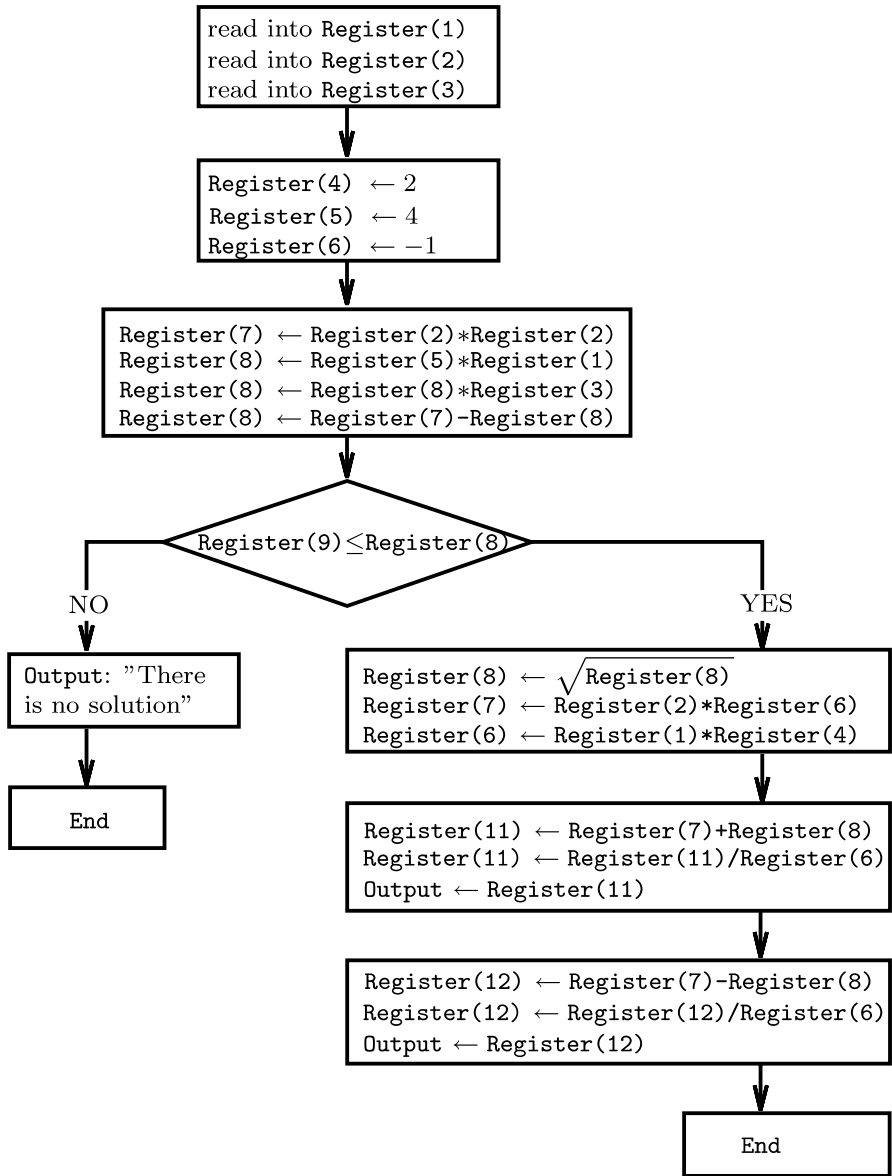 read into Register(1)
read into Register(2)
read into Register(3)
Register(4) ← 2
Register(5) ← 4
Register(6) ← −1
Register(7) ← Register(2)*Register(2)
Register(8) ← Register(5)*Register(1)
Register(8) ← Register(8)*Register(3)
Register(8) ← Register(7)-Register(8)
Register(9)≤Register(8)
NO
YES
Output: ”There
is no solution”
End
Register(8) ← √Register(8)
Register(7) ← Register(2)*Register(6)
Register(6) ← Register(1)*Register(4)
Register(11) ← Register(7)+Register(8)
Register(11) ← Register(11)/Register(6)
Output ← Register(11)
Register(12) ← Register(7)-Register(8)
Register(12) ← Register(12)/Register(6)
Output ← Register(12)
End